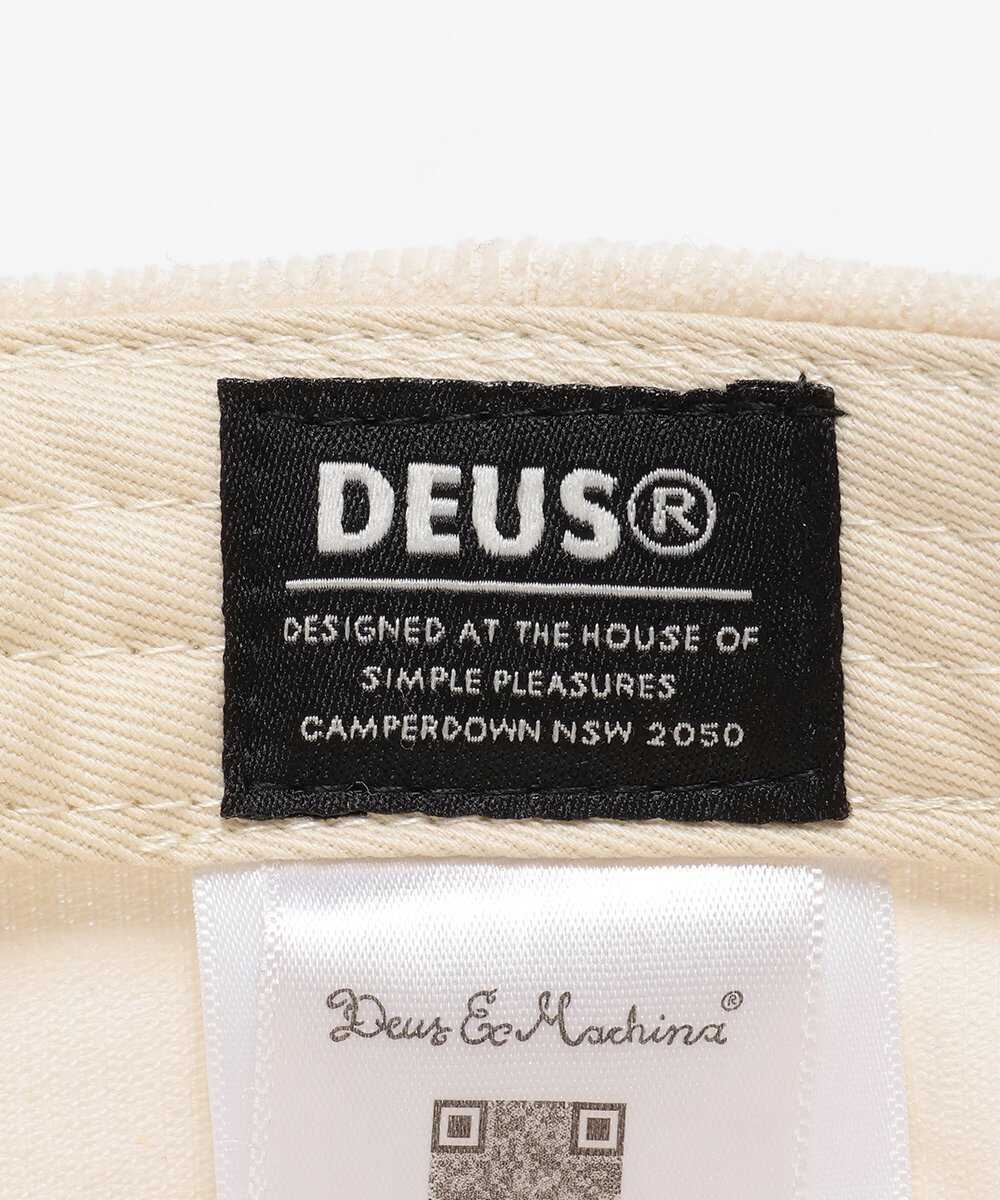 DEUS®
DESIGNED AT THE HOUSE OF
SIMPLE PLEASURES
CAMPERDOWN NSW 2050
Deus Ex Machina®